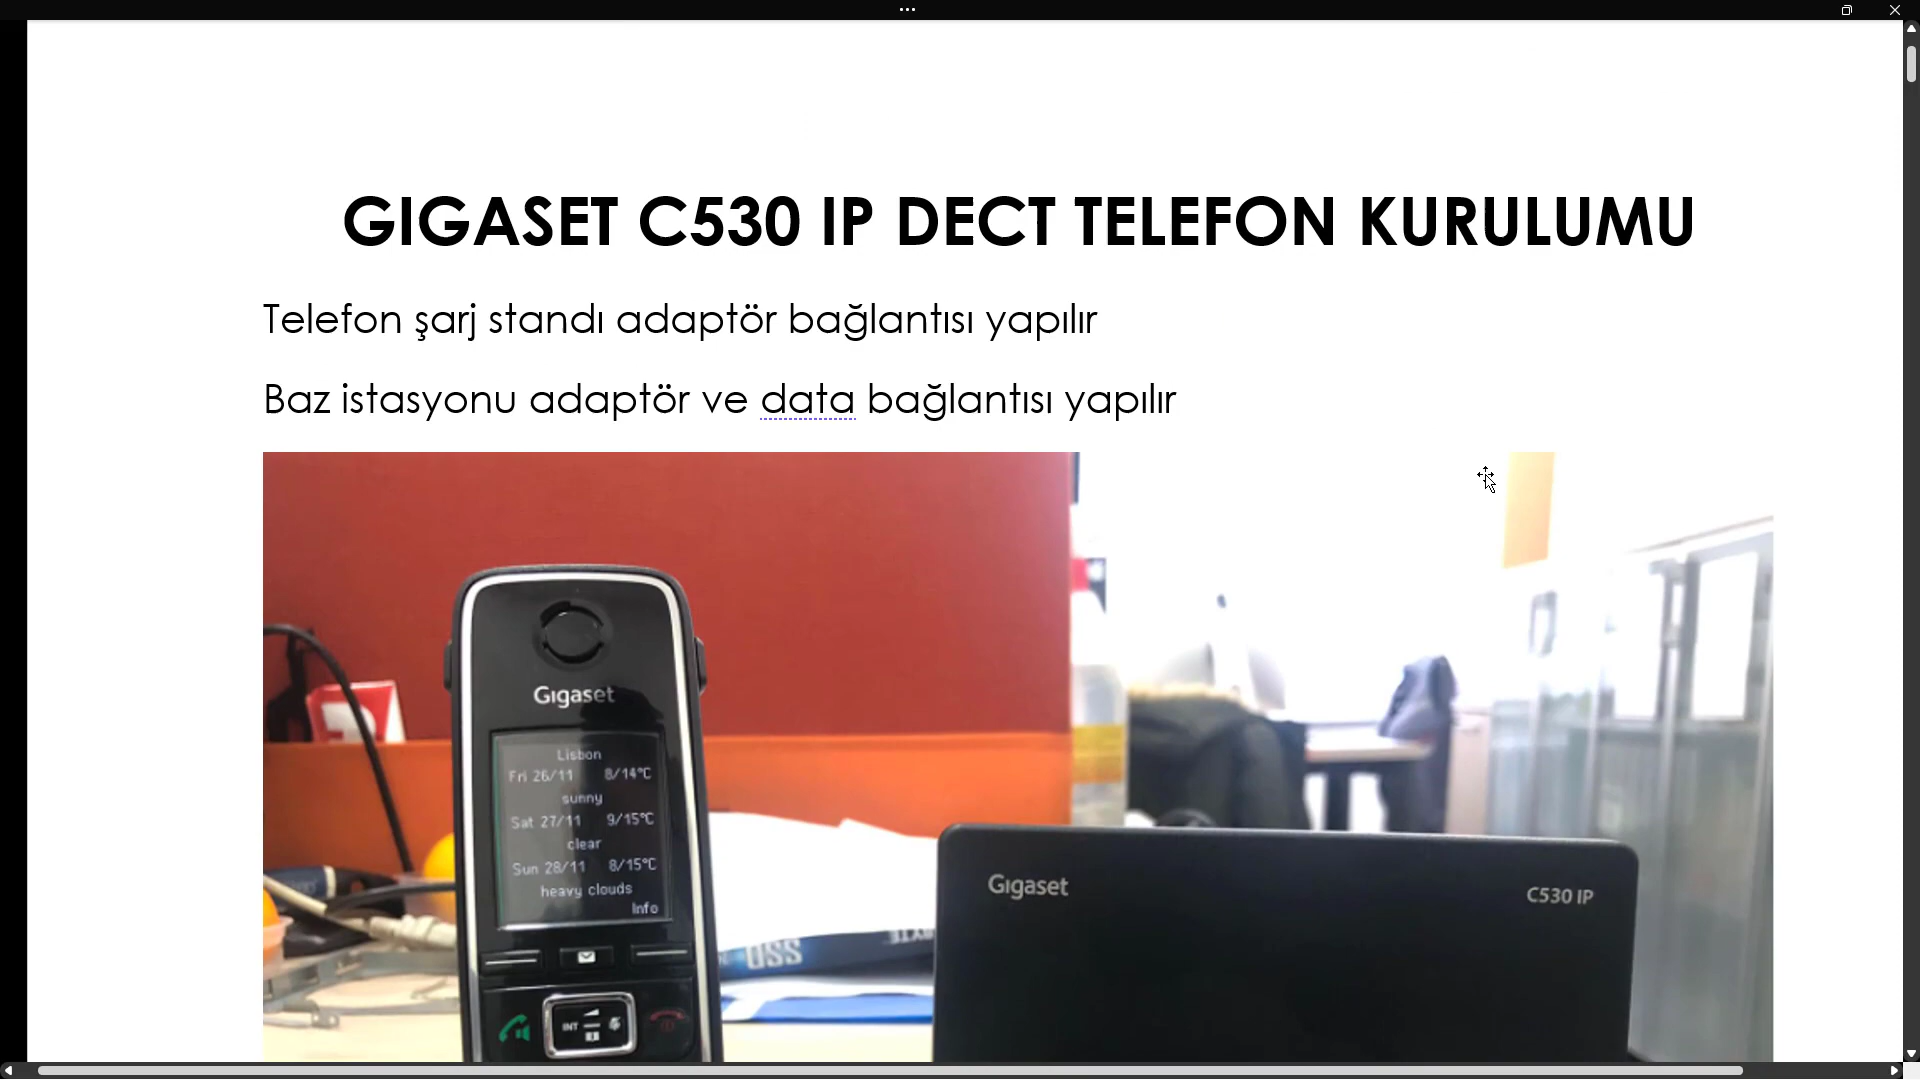 GIGASET C530 IP DECT TELEFON KURULUMU
Telefon şarj standı adaptör bağlantısı yapılır
Baz istasyonu adaptör ve data bağlantısı yapılır
Gigaset
Lisbon
Fri 26/11 8/14°C
sunny
Sat 27/11 9/15°C
clear
Sun 28/11 8/15°C
heavy clouds
Info
INT
Gigaset
C530 IP
SSD